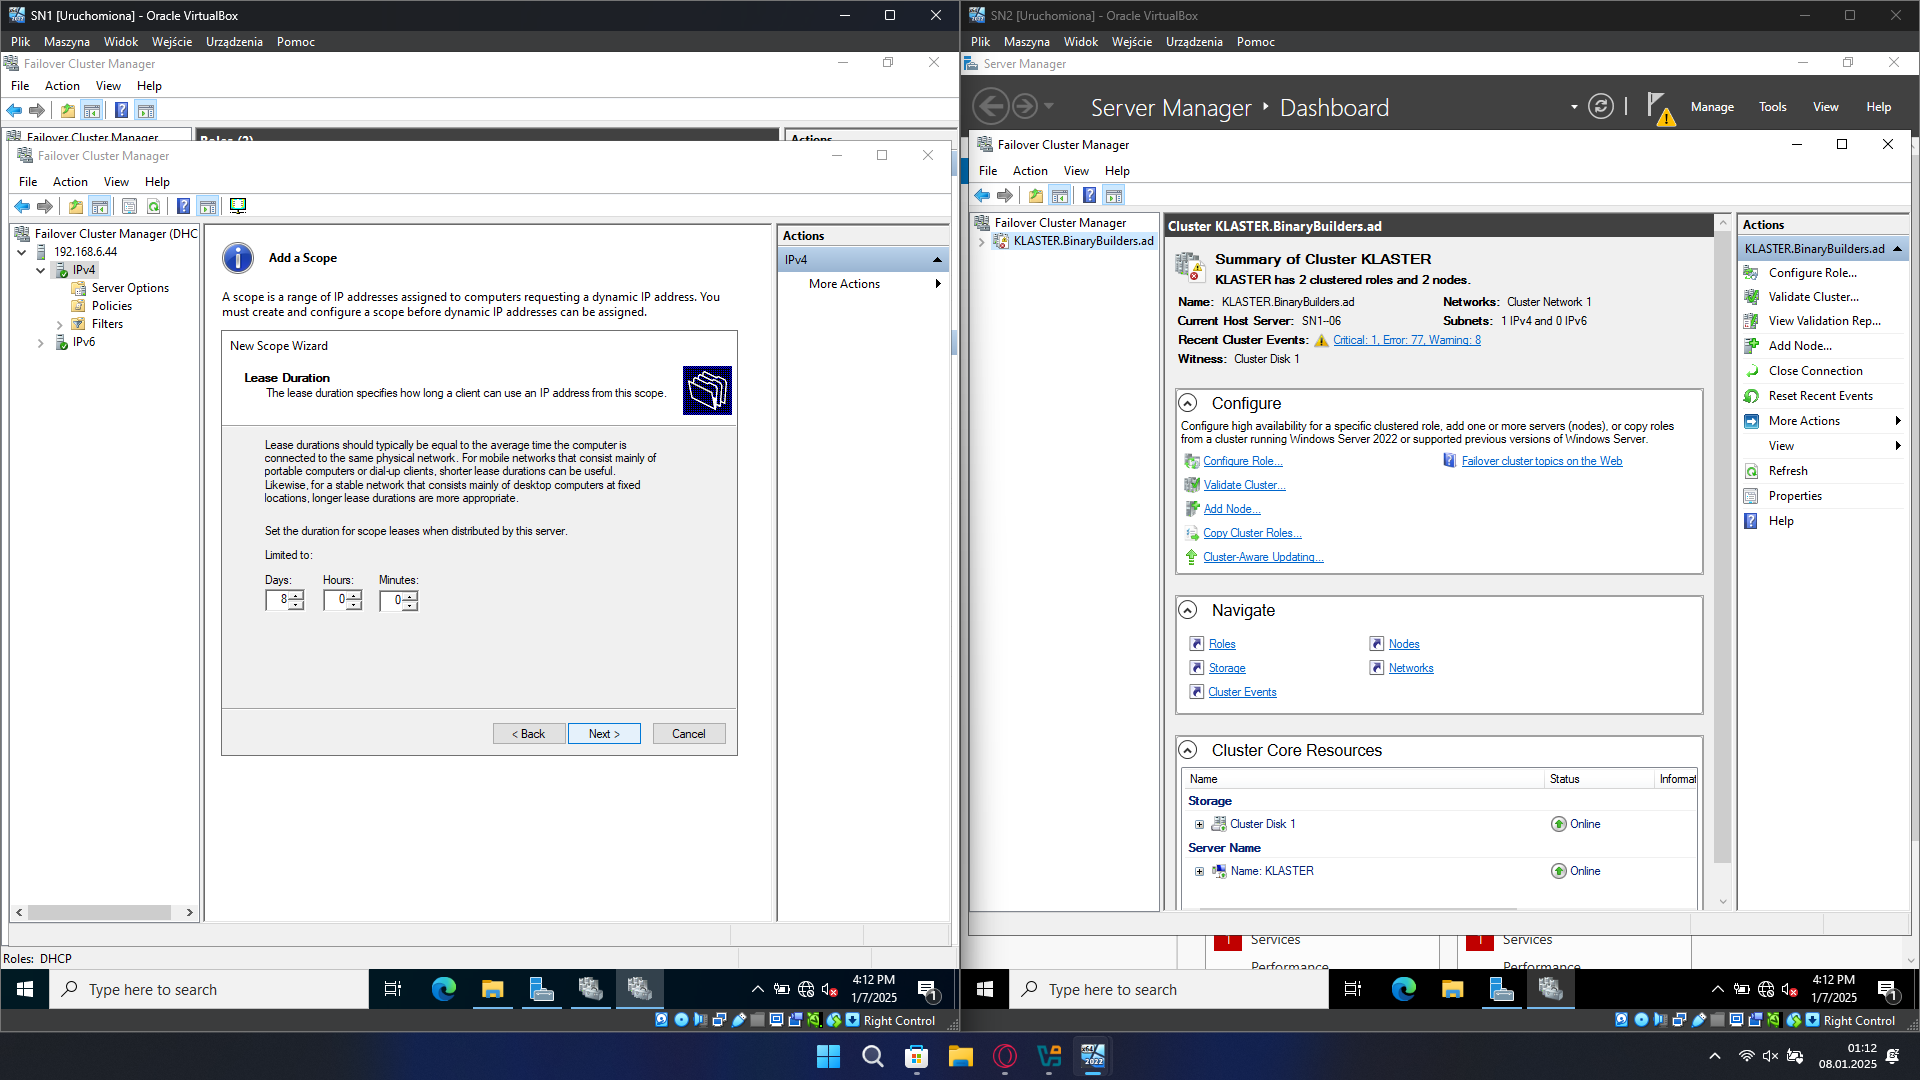 SN1 [Uruchomiona] - Oracle VirtualBox
Plik Maszyna Widok Wejście Urządzenia Pomoc
Failover Cluster Manager
File Action View Help
Failover Cluster Manager
Roles (2)
Actions
Failover Cluster Manager
File Action View Help
Failover Cluster Manager (DHC
192.168.6.44
IPv4
Server Options
Policies
Filters
IPv6
Add a Scope
A scope is a range of IP addresses assigned to computers requesting a dynamic IP address. You
must create and configure a scope before dynamic IP addresses can be assigned.
New Scope Wizard
Lease Duration
The lease duration specifies how long a client can use an IP address from this scope.
Lease durations should typically be equal to the average time the computer is
connected to the same physical network. For mobile networks that consist mainly of
portable computers or dial-up clients, shorter lease durations can be useful.
Likewise, for a stable network that consists mainly of desktop computers at fixed
locations, longer lease durations are more appropriate.
Set the duration for scope leases when distributed by this server.
Limited to:
Days: Hours: Minutes:
8 0 0
< Back Next > Cancel
Actions
IPv4
More Actions
Roles: DHCP
Type here to search
4:12 PM
1/7/2025
1
Right Control
SN2 [Uruchomiona] - Oracle VirtualBox
Plik Maszyna Widok Wejście Urządzenia Pomoc
Server Manager
Server Manager Dashboard
Manage Tools View Help
Failover Cluster Manager
File Action View Help
Failover Cluster Manager
KLASTER.BinaryBuilders.ad
Cluster KLASTER.BinaryBuilders.ad
Summary of Cluster KLASTER
KLASTER has 2 clustered roles and 2 nodes.
Name: KLASTER.BinaryBuilders.ad Networks: Cluster Network 1
Current Host Server: SN1--06 Subnets: 1 IPv4 and 0 IPv6
Recent Cluster Events: Critical: 1, Error: 77, Warning: 8
Witness: Cluster Disk 1
Configure
Configure high availability for a specific clustered role, add one or more servers (nodes), or copy roles
from a cluster running Windows Server 2022 or supported previous versions of Windows Server.
Configure Role... Failover cluster topics on the Web
Validate Cluster...
Add Node...
Copy Cluster Roles...
Cluster-Aware Updating...
Navigate
Roles Nodes
Storage Networks
Cluster Events
Cluster Core Resources
Name Status Informat
Storage
Cluster Disk 1 Online
Server Name
Name: KLASTER Online
Actions
KLASTER.BinaryBuilders.ad
Configure Role...
Validate Cluster...
View Validation Rep...
Add Node...
Close Connection
Reset Recent Events
More Actions
View
Refresh
Properties
Help
1 Services 1 Services
Performance Performance
Type here to search
4:12 PM
1/7/2025
1
Right Control
01:12
08.01.2025